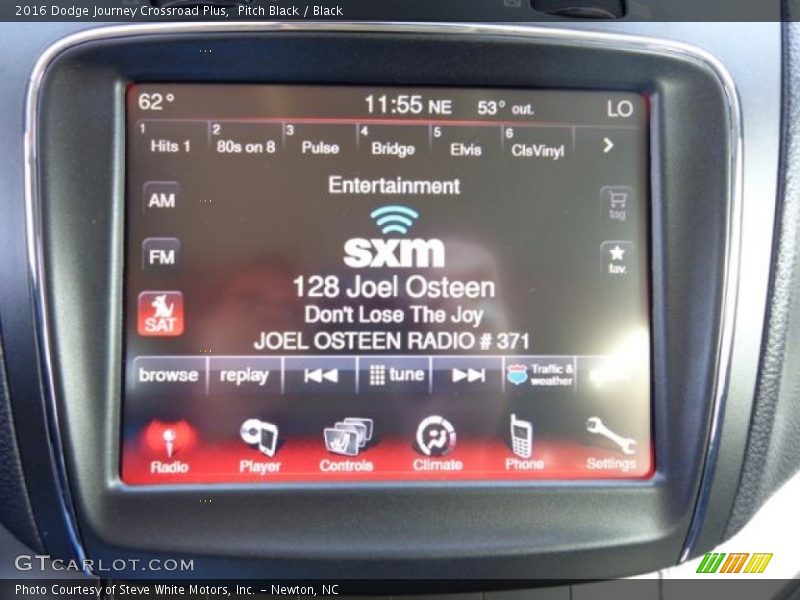 2016 Dodge Journey Crossroad Plus, Pitch Black / Black
62° 11:55 NE 53° out. LO
1 Hits 1 2 80s on 8 3 Pulse 4 Bridge 5 Elvis 6 ClsVinyl
Entertainment
AM
tag
sxm
FM
fav.
128 Joel Osteen
Don't Lose The Joy
SAT
JOEL OSTEEN RADIO # 371
browse replay tune Traffic & weather
Radio Player Controls Climate Phone Settings
GTCARLOT.COM
Photo Courtesy of Steve White Motors, Inc. - Newton, NC